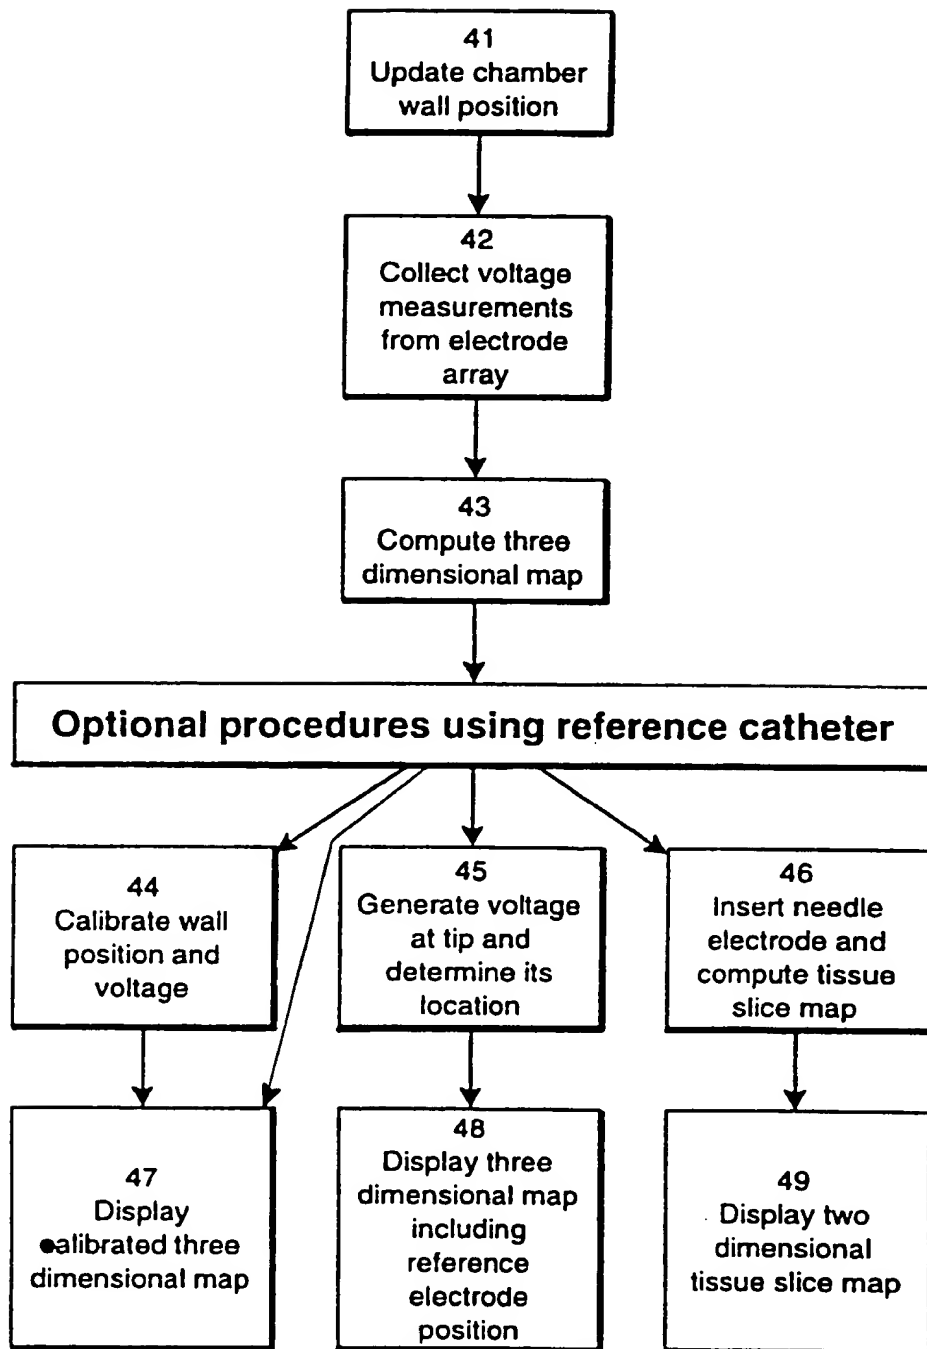 41
Update chamber
wall position
42
Collect voltage
measurements
from electrode
array
43
Compute three
dimensional map
Optional procedures using reference catheter
44
Calibrate wall
position and
voltage
45
Generate voltage
at tip and
determine its
location
46
Insert needle
electrode and
compute tissue
slice map
47
Display
calibrated three
dimensional map
48
Display three
dimensional map
including
reference
electrode
position
49
Display two
dimensional
tissue slice map